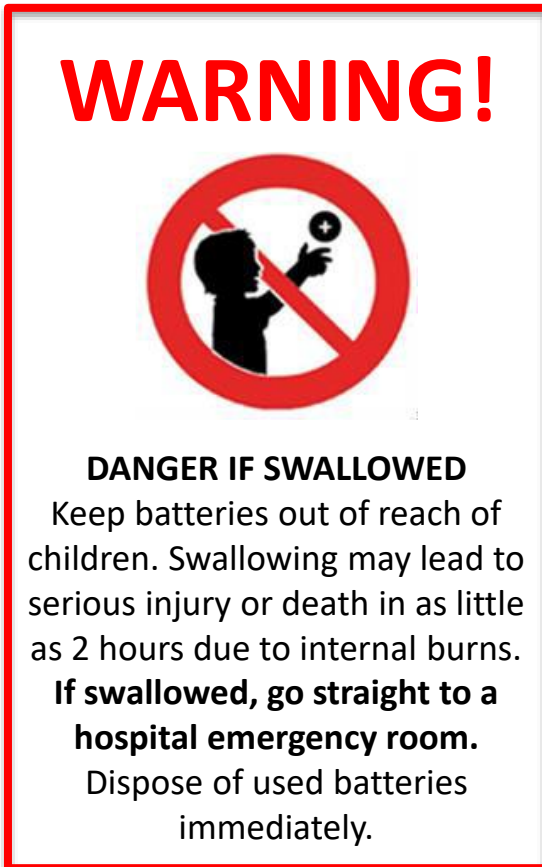 WARNING!
+
DANGER IF SWALLOWED
Keep batteries out of reach of
children. Swallowing may lead to
serious injury or death in as little
as 2 hours due to internal burns.
If swallowed, go straight to a
hospital emergency room.
Dispose of used batteries
immediately.